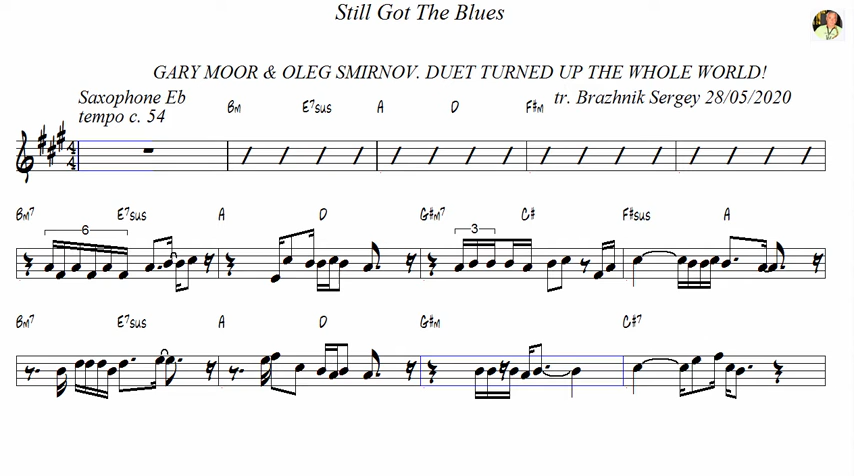 Still Got The Blues
GARY MOOR & OLEG SMIRNOV. DUET TURNED UP THE WHOLE WORLD!
Saxophone Eb
tr. Brazhnik Sergey 28/05/2020
tempo c. 54
Bm E7sus A D F#m
4
4
Bm7 E7sus A D G#m7 C# F#sus A
6 3
Bm7 E7sus A D G#m C#7